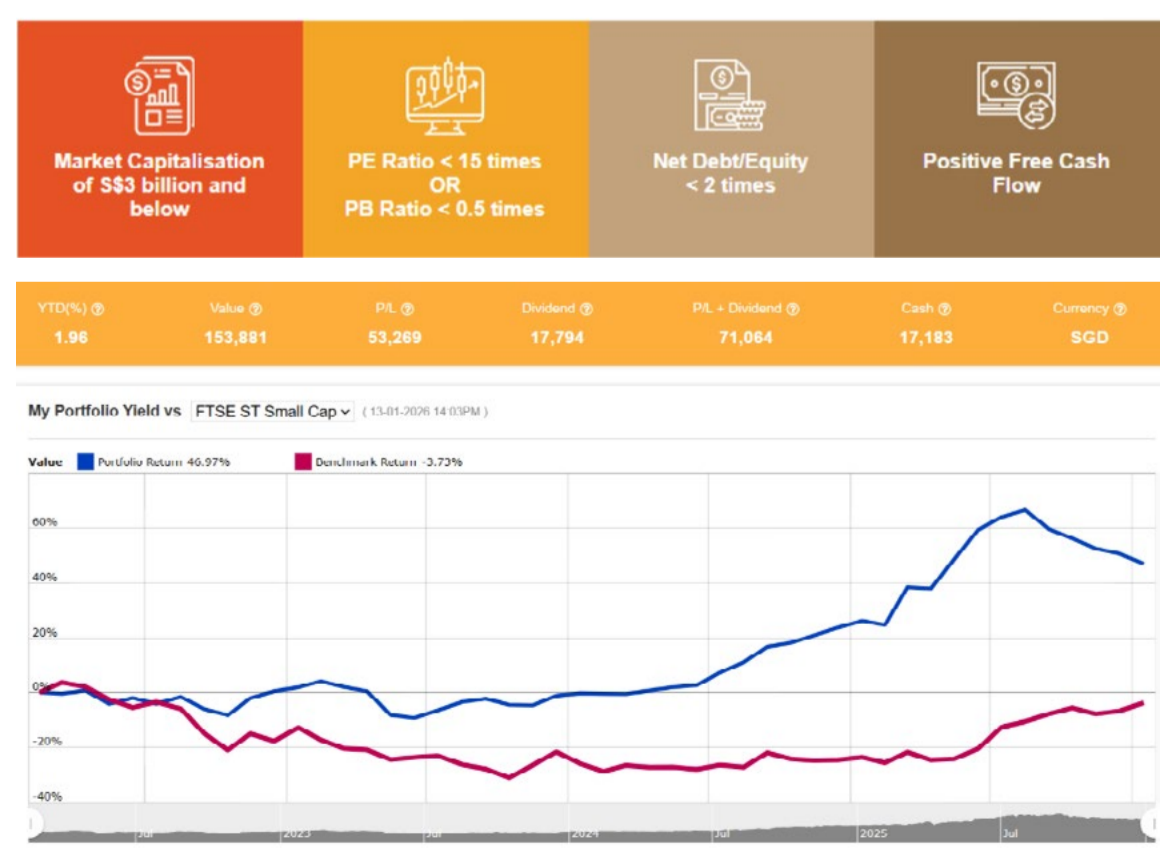 Market Capitalisation
of S$3 billion and
below
PE Ratio < 15 times
OR
PB Ratio < 0.5 times
Net Debt/Equity
< 2 times
Positive Free Cash
Flow
YTD(%) Value P/L Dividend P/L + Dividend Cash Currency
1.96 153,881 53,269 17,794 71,064 17,183 SGD
My Portfolio Yield vs FTSE ST Small Cap ( 13-01-2026 14:03PM )
Value Portfolio Return 46.97% Benchmark Return -3.73%
60%
40%
20%
0%
-20%
-40%
Jul 2023 Jul 2024 Jul 2025 Jul